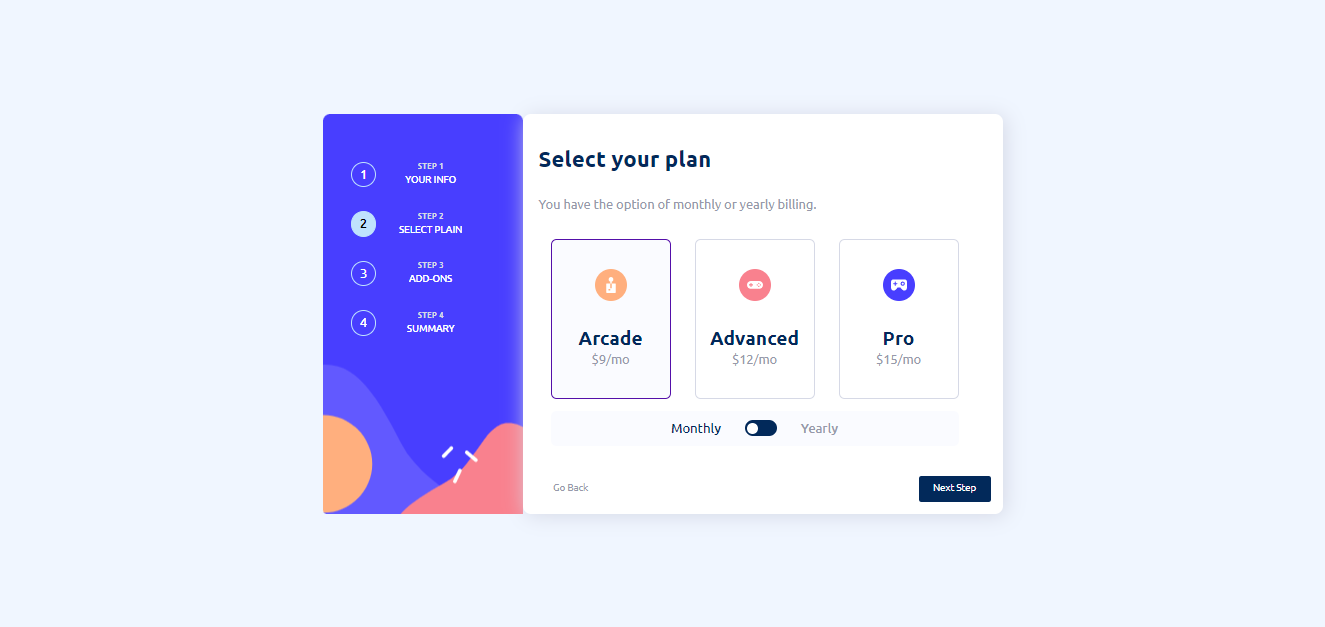 1
STEP 1
YOUR INFO
2
STEP 2
SELECT PLAIN
3
STEP 3
ADD-ONS
4
STEP 4
SUMMARY
Select your plan
You have the option of monthly or yearly billing.
Arcade
$9/mo
Advanced
$12/mo
Pro
$15/mo
Monthly
Yearly
Go Back
Next Step